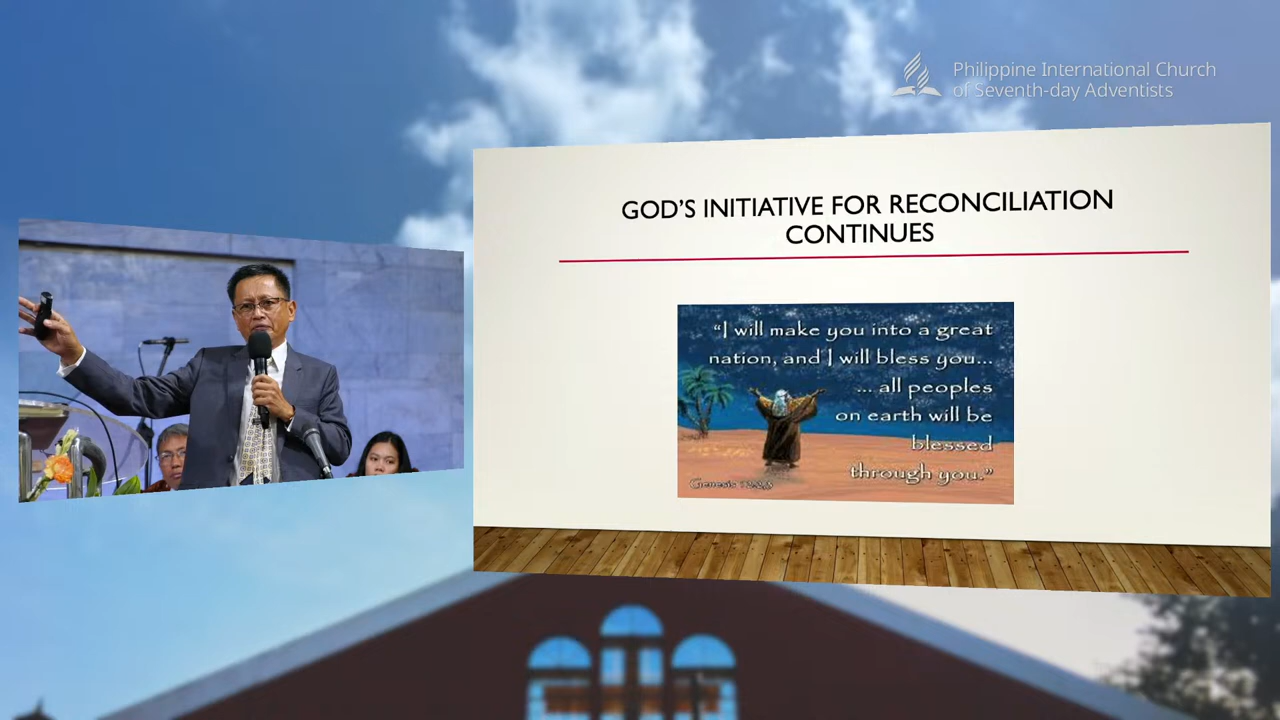 Philippine International Church
of Seventh-day Adventists
GOD'S INITIATIVE FOR RECONCILIATION
CONTINUES
“I will make you into a great
nation, and I will bless you...
... all peoples
on earth will be
blessed
through you.”
Genesis